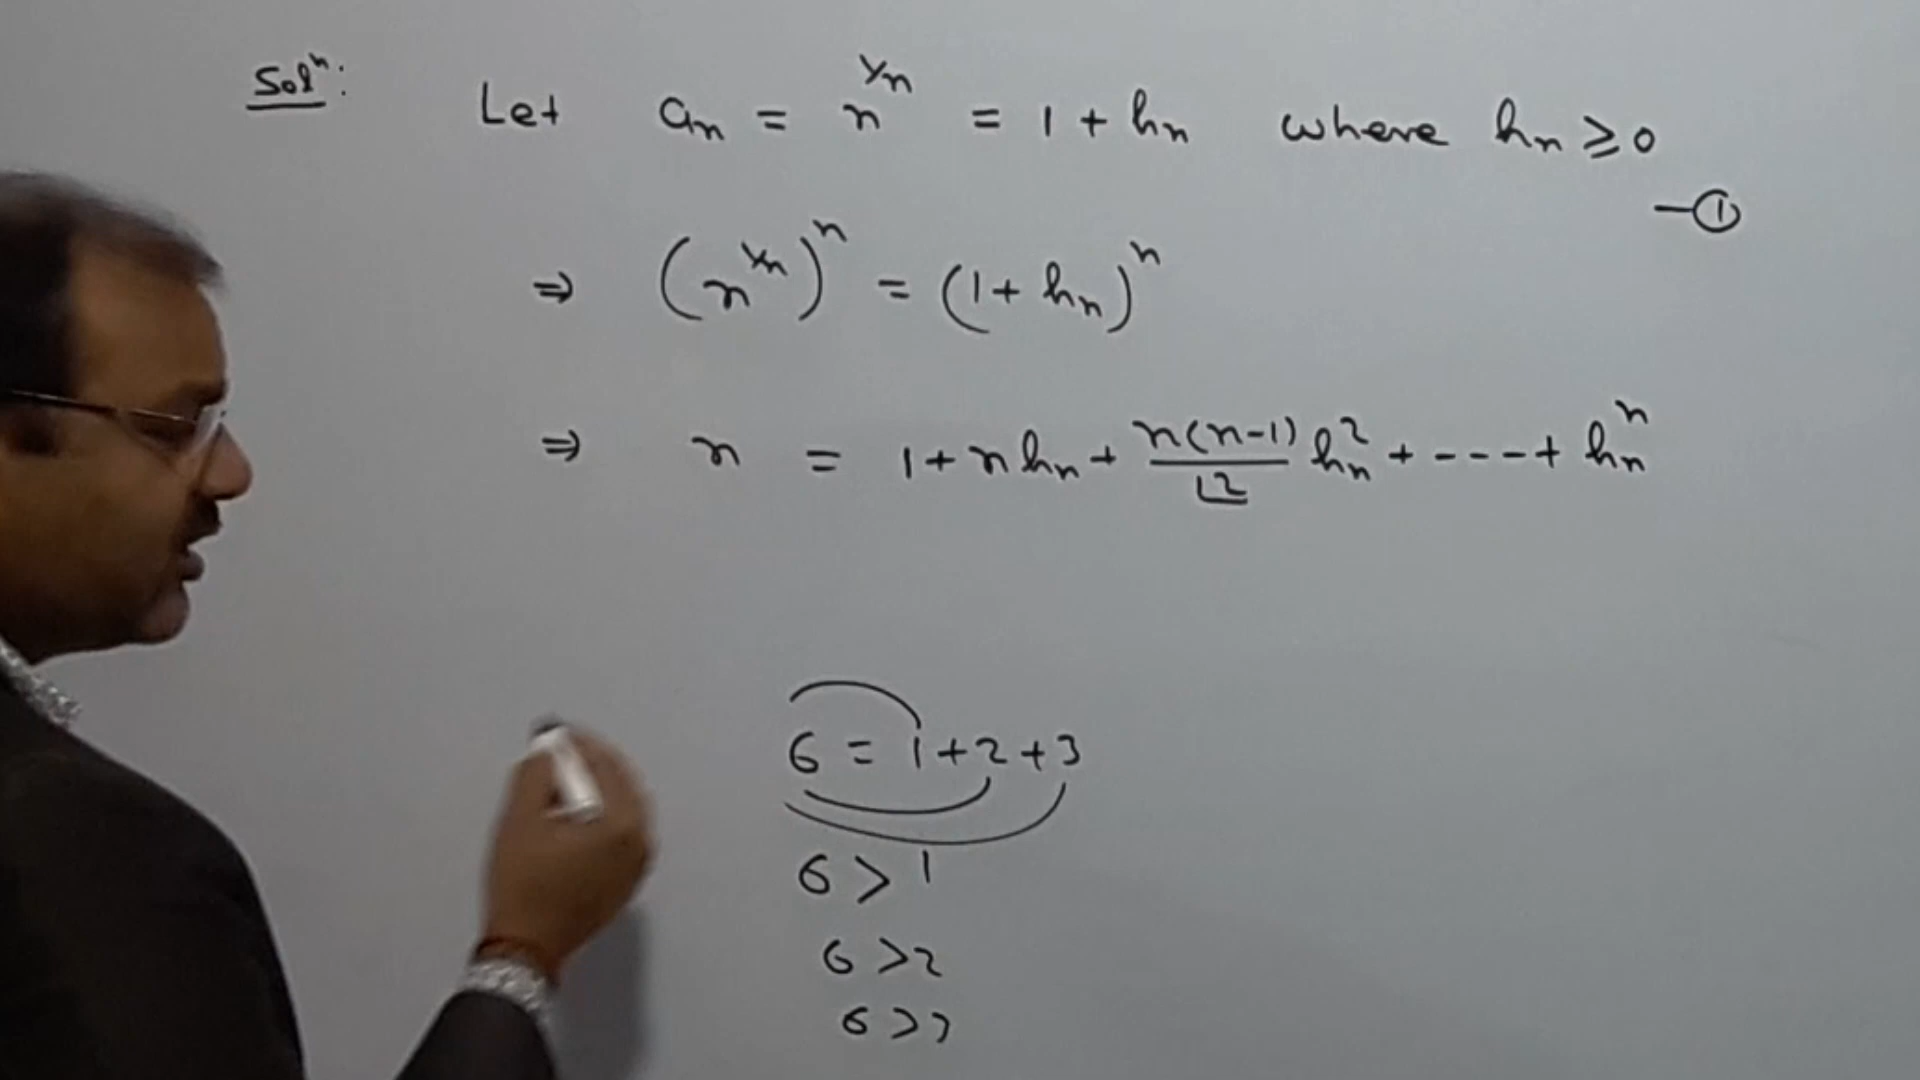 Solⁿ:
Let aₙ = n^(1/n) = 1 + hₙ where hₙ ≥ 0
—①
⇒ (n^(1/n))ⁿ = (1 + hₙ)ⁿ
⇒ n = 1 + n hₙ + n(n-1)/∟2 hₙ² + ---- + hₙⁿ
6 = 1 + 2 + 3
6 > 1
6 > 2
6 > 3